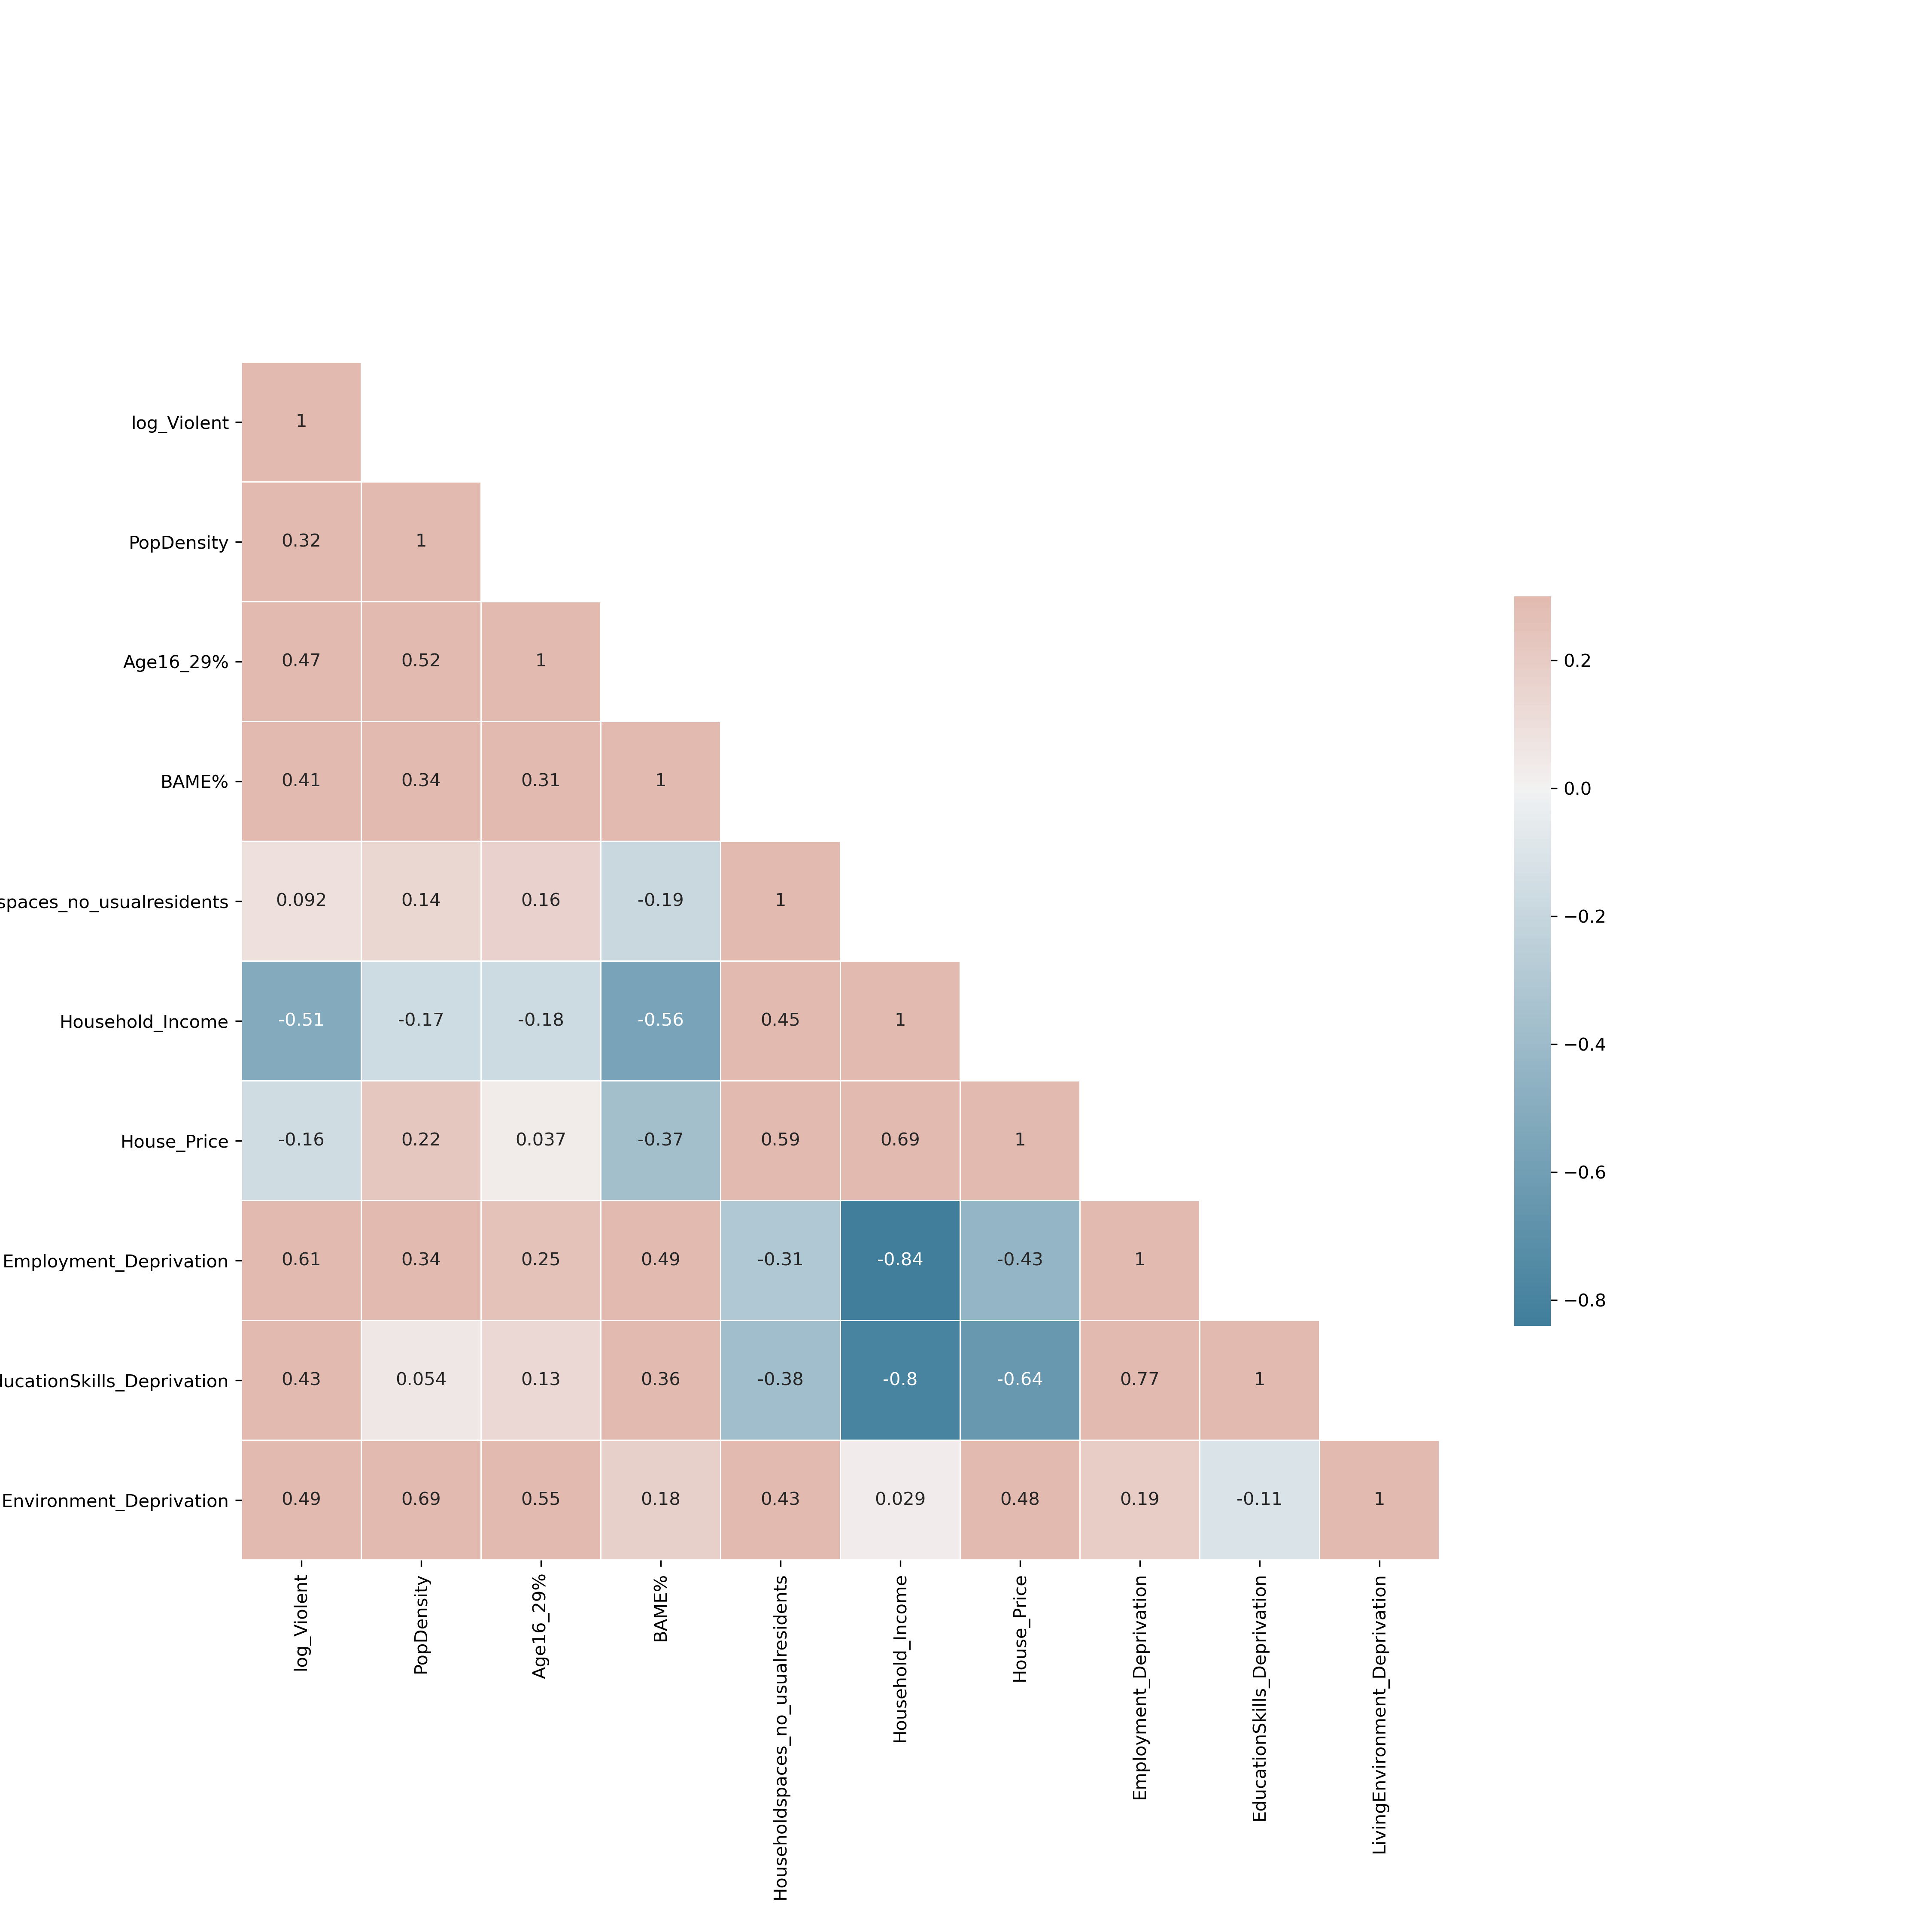 log_Violent 1
PopDensity 0.32 1
Age16_29% 0.47 0.52 1
BAME% 0.41 0.34 0.31 1
spaces_no_usualresidents 0.092 0.14 0.16 -0.19 1
Household_Income -0.51 -0.17 -0.18 -0.56 0.45 1
House_Price -0.16 0.22 0.037 -0.37 0.59 0.69 1
Employment_Deprivation 0.61 0.34 0.25 0.49 -0.31 -0.84 -0.43 1
ducationSkills_Deprivation 0.43 0.054 0.13 0.36 -0.38 -0.8 -0.64 0.77 1
Environment_Deprivation 0.49 0.69 0.55 0.18 0.43 0.029 0.48 0.19 -0.11 1
log_Violent
PopDensity
Age16_29%
BAME%
Householdspaces_no_usualresidents
Household_Income
House_Price
Employment_Deprivation
EducationSkills_Deprivation
LivingEnvironment_Deprivation
0.2
0.0
−0.2
−0.4
−0.6
−0.8